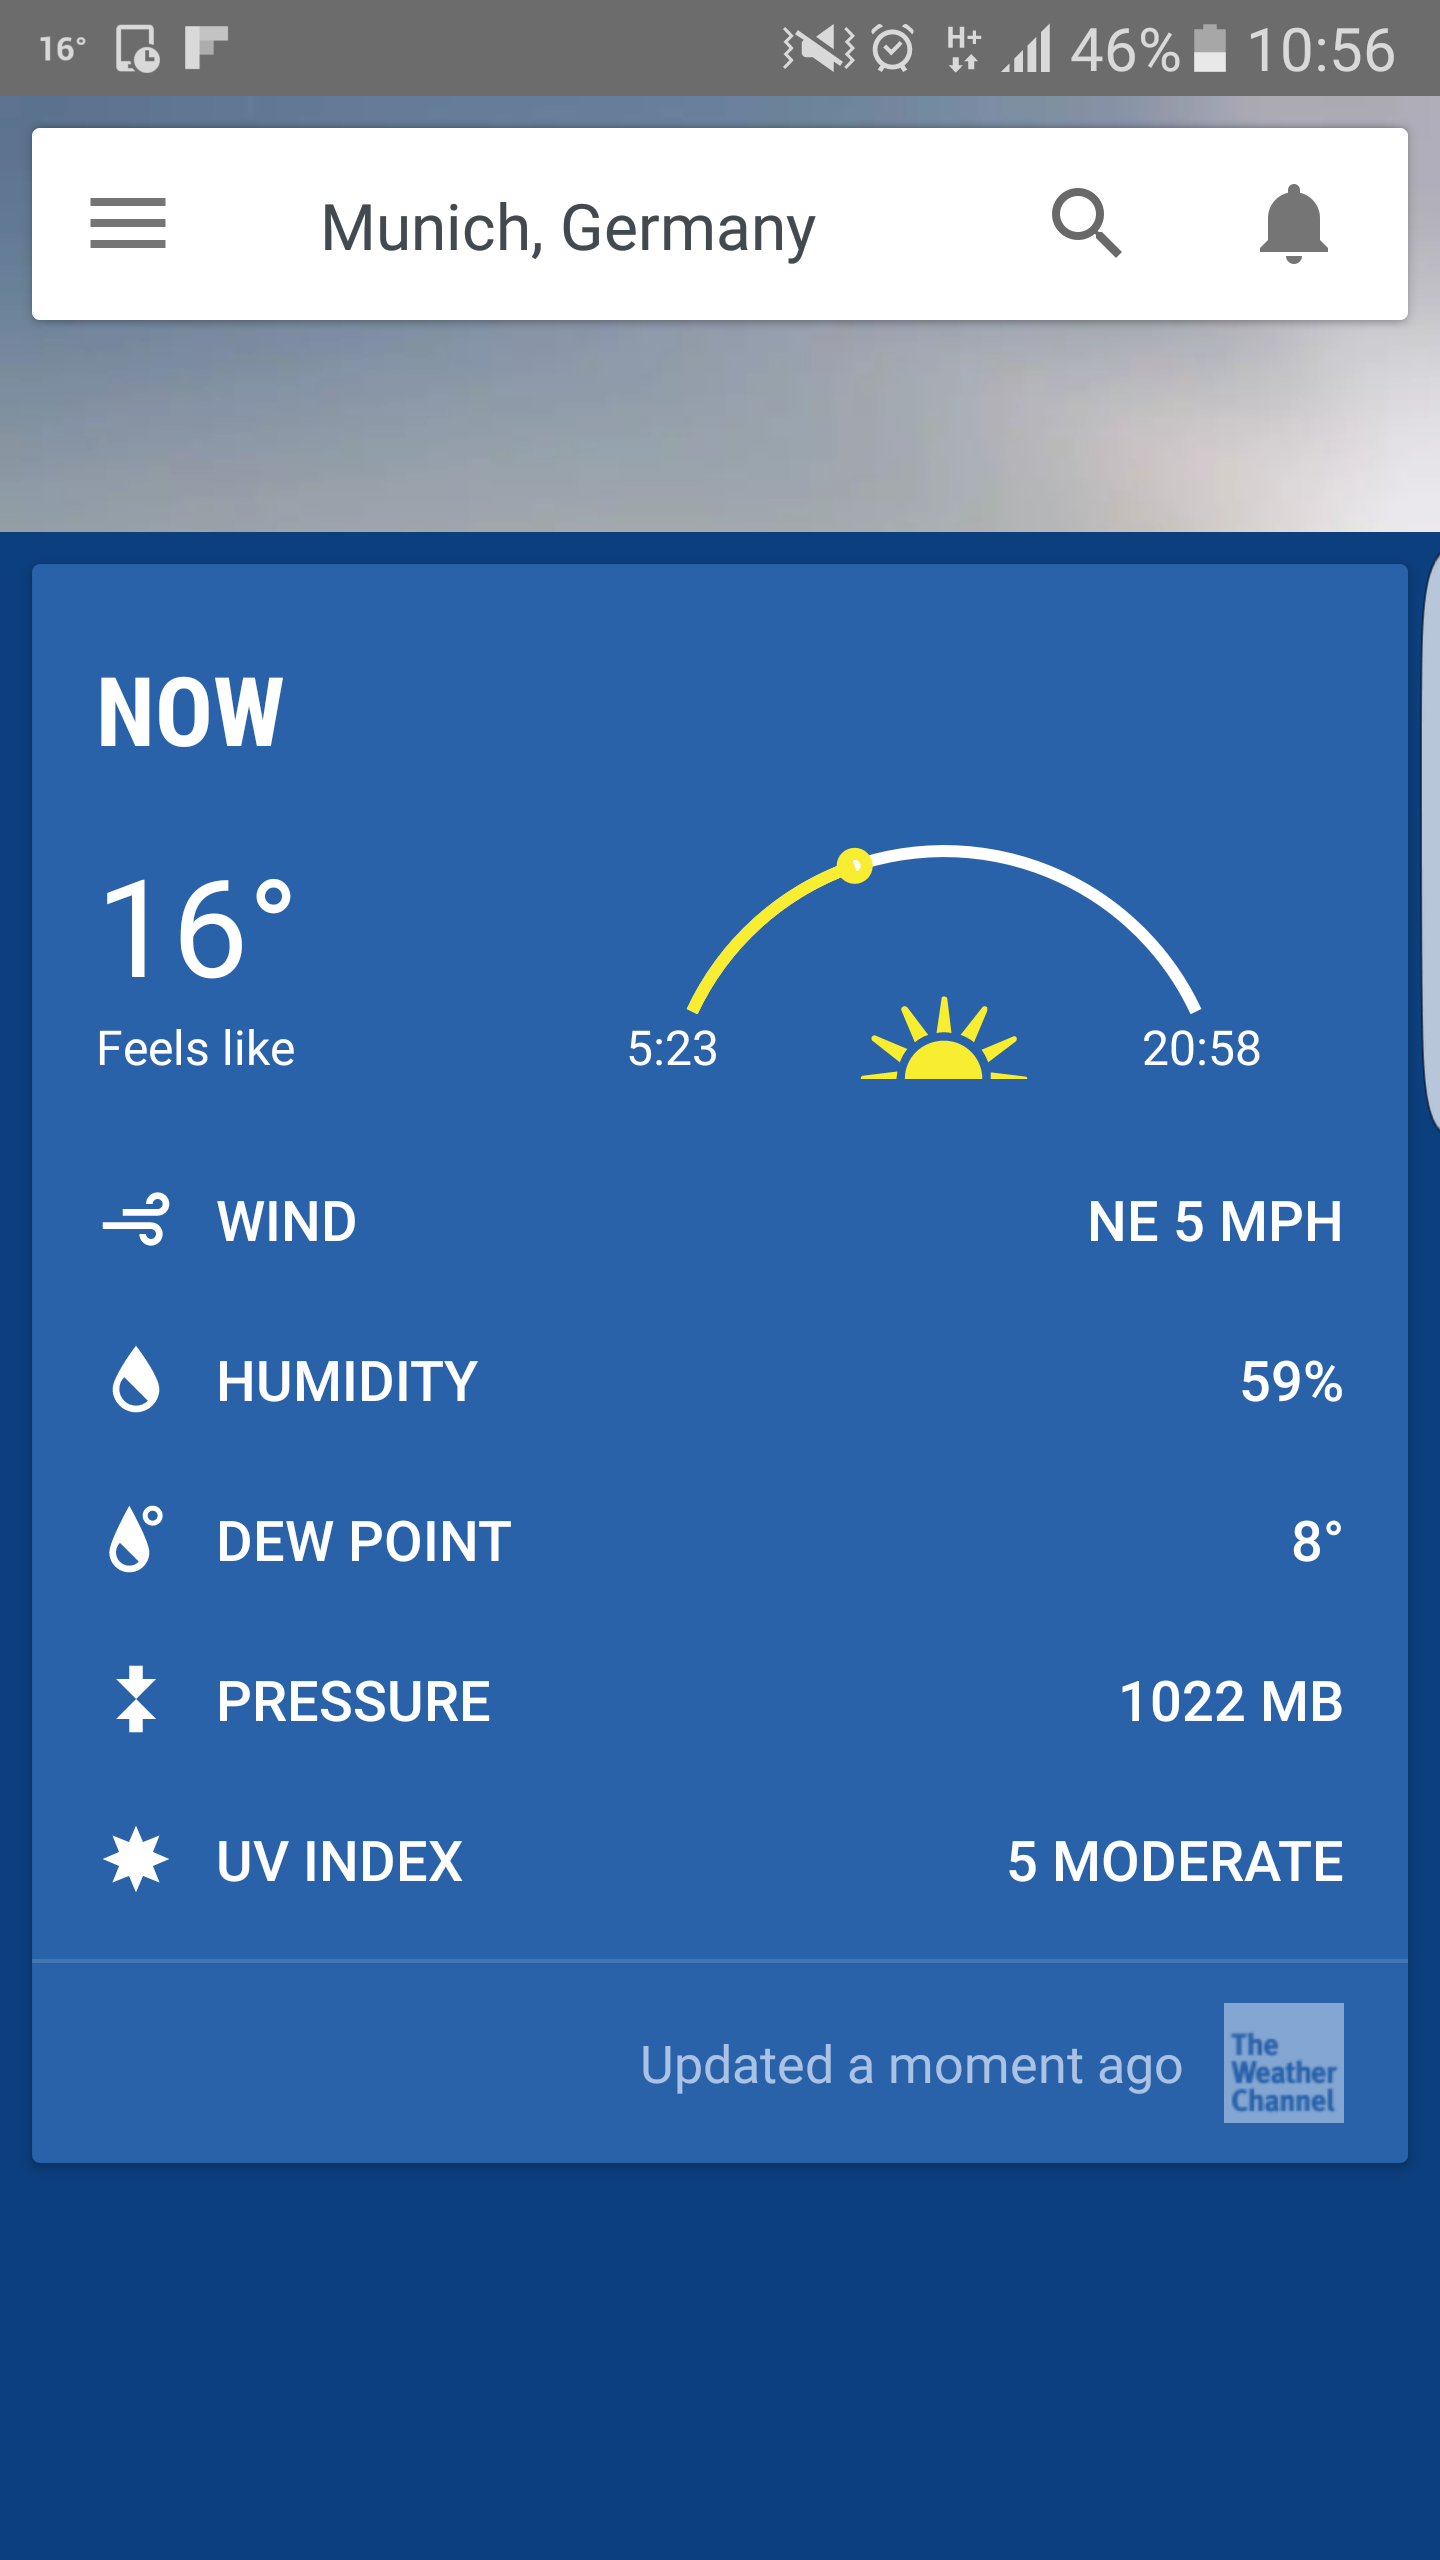 16° H+ 46% 10:56
Munich, Germany
NOW
16°
Feels like
5:23 20:58
WIND NE 5 MPH
HUMIDITY 59%
DEW POINT 8°
PRESSURE 1022 MB
UV INDEX 5 MODERATE
Updated a moment ago
The
Weather
Channel